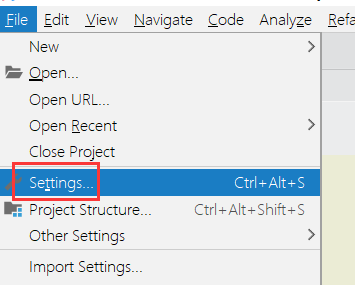 File Edit View Navigate Code Analyze Refa
New
Open...
Open URL...
Open Recent
Close Project
Settings... Ctrl+Alt+S
Project Structure... Ctrl+Alt+Shift+S
Other Settings
Import Settings...